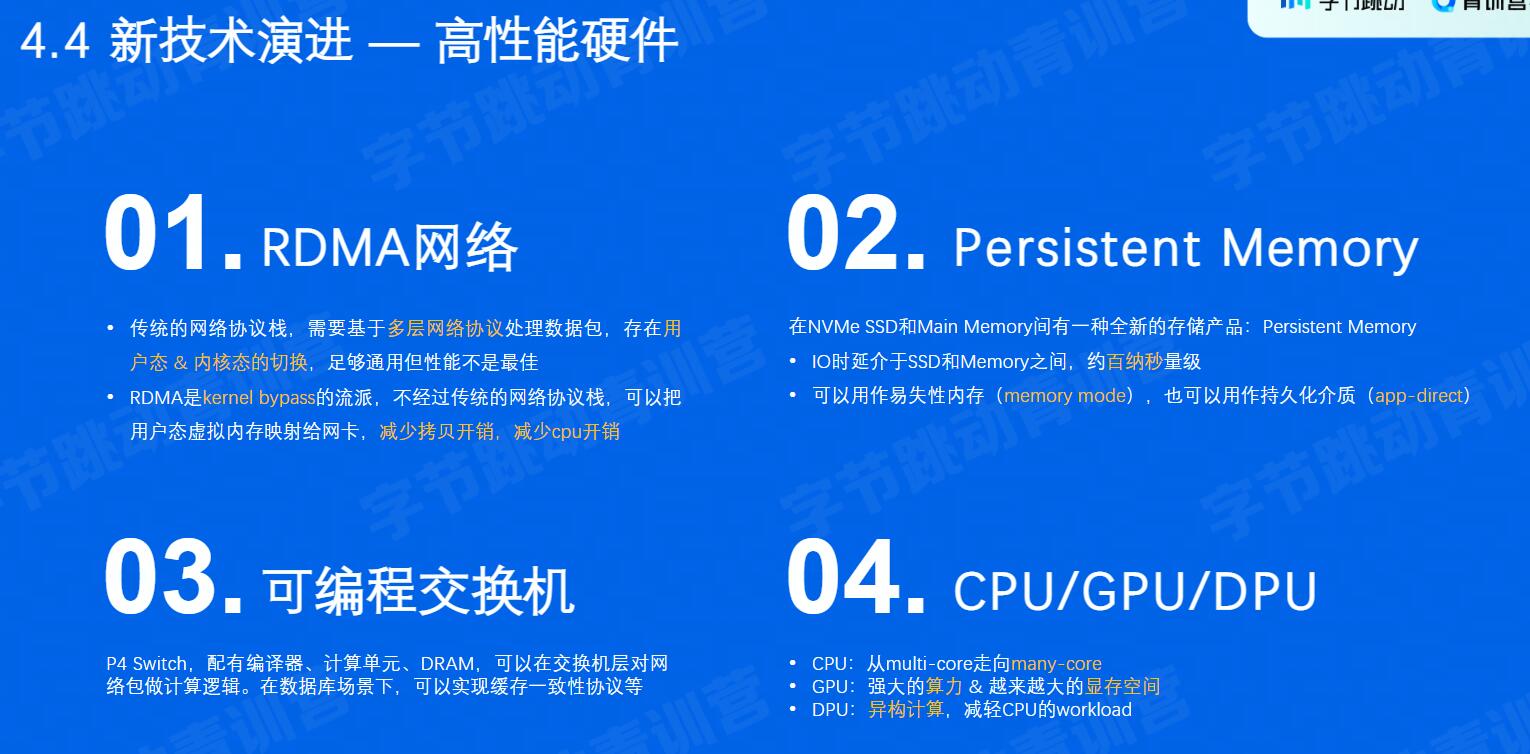 4.4 新技术演进 — 高性能硬件
字节跳动 青训营
01. RDMA网络
• 传统的网络协议栈，需要基于多层网络协议处理数据包，存在用
户态 & 内核态的切换，足够通用但性能不是最佳
• RDMA是kernel bypass的流派，不经过传统的网络协议栈，可以把
用户态虚拟内存映射给网卡，减少拷贝开销，减少cpu开销
02. Persistent Memory
在NVMe SSD和Main Memory间有一种全新的存储产品：Persistent Memory
• IO时延介于SSD和Memory之间，约百纳秒量级
• 可以用作易失性内存（memory mode），也可以用作持久化介质（app-direct）
03. 可编程交换机
P4 Switch，配有编译器、计算单元、DRAM，可以在交换机层对网
络包做计算逻辑。在数据库场景下，可以实现缓存一致性协议等
04. CPU/GPU/DPU
• CPU：从multi-core走向many-core
• GPU：强大的算力 & 越来越大的显存空间
• DPU：异构计算，减轻CPU的workload
字节跳动青训营